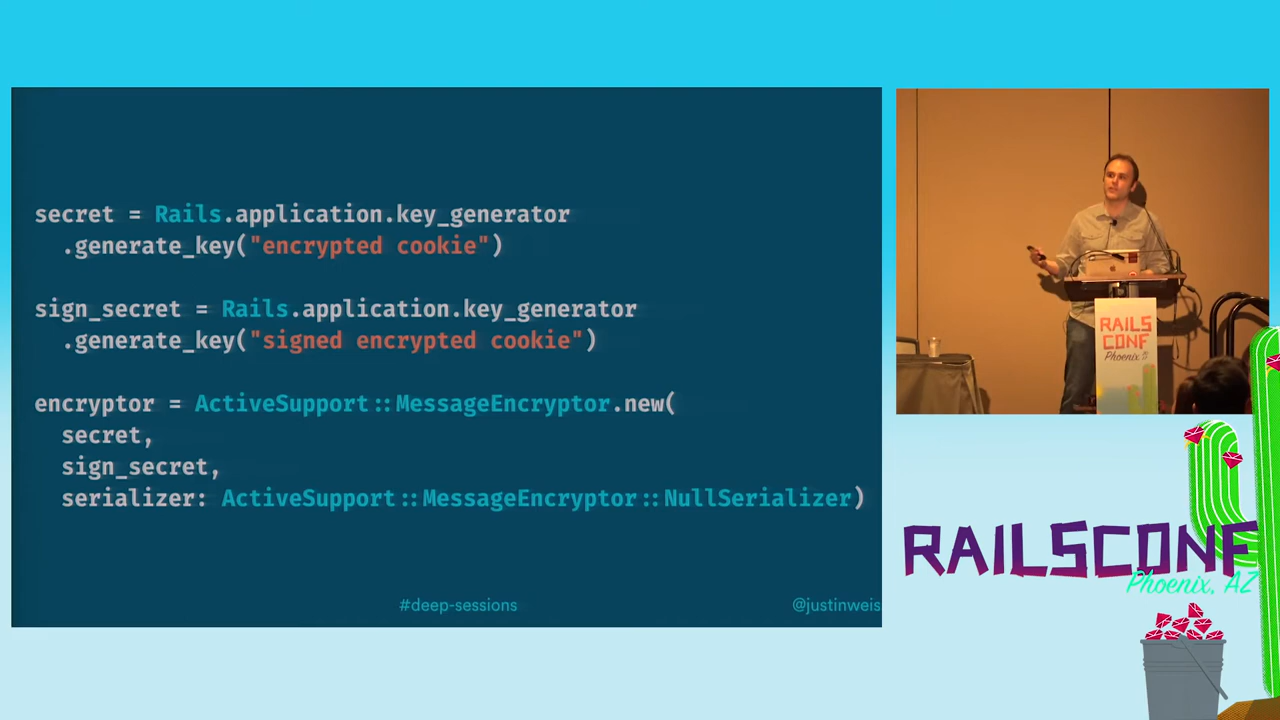 secret = Rails.application.key_generator
.generate_key("encrypted cookie")
sign_secret = Rails.application.key_generator
.generate_key("signed encrypted cookie")
encryptor = ActiveSupport::MessageEncryptor.new(
secret,
sign_secret,
serializer: ActiveSupport::MessageEncryptor::NullSerializer)
#deep-sessions
@justinweis
RAILS
CONF
Phoenix
RAILSCONF
Phoenix, AZ